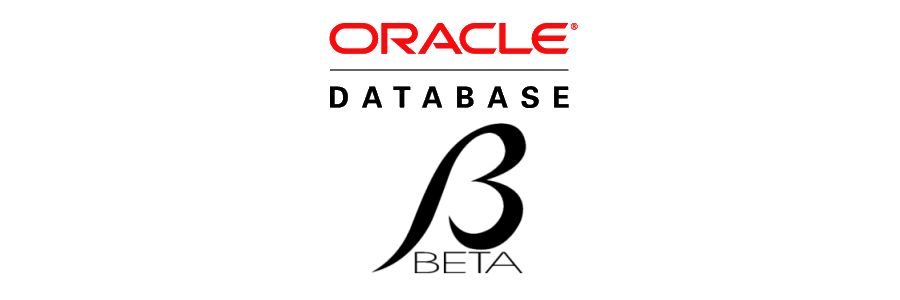 ORACLE®
DATABASE
β
BETA